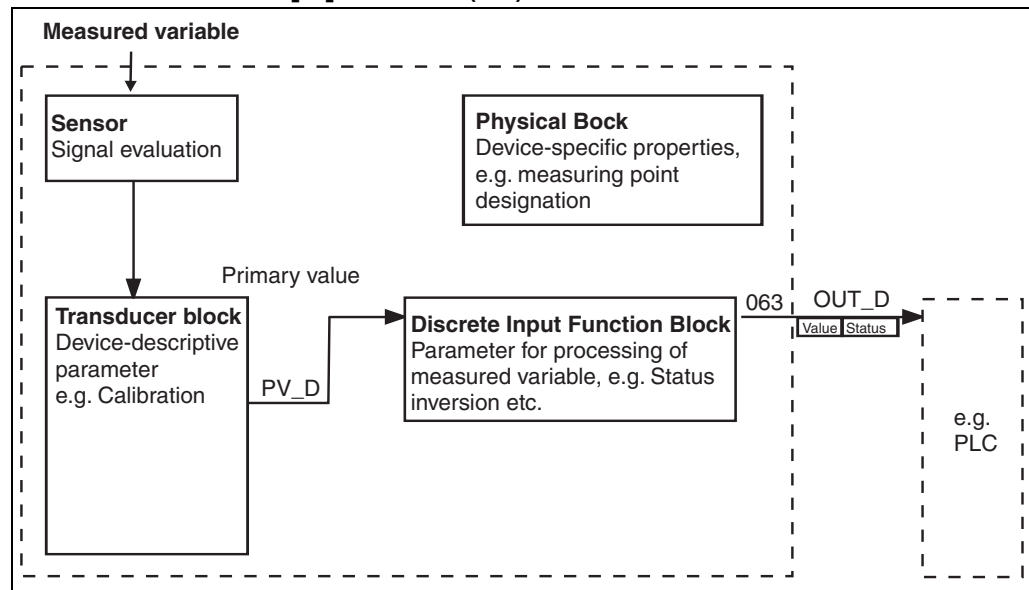 Measured variable
Sensor
Signal evaluation
Physical Bock
Device-specific properties,
e.g. measuring point
designation
Primary value
Transducer block
Device-descriptive
parameter
e.g. Calibration
PV_D
Discrete Input Function Block
Parameter for processing of
measured variable, e.g. Status
inversion etc.
063
OUT_D
Value Status
e.g.
PLC